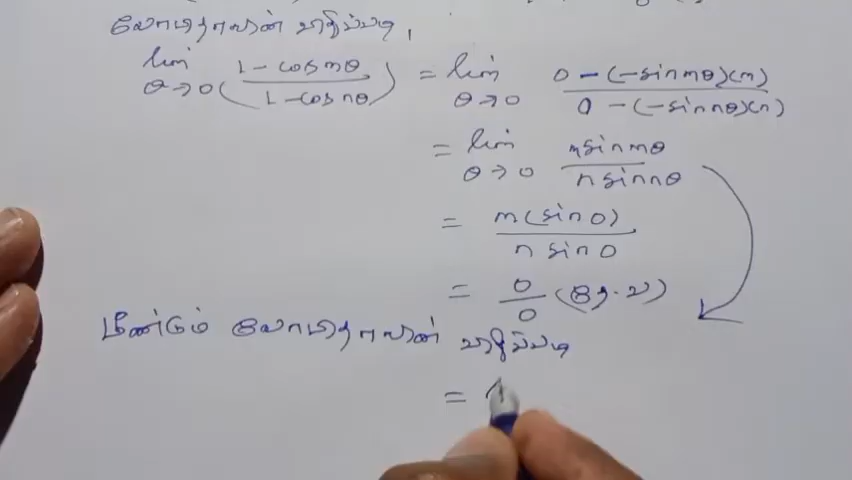 லோபிதாலின் விதிப்படி,
lim θ→0 (1 - cos mθ / 1 - cos nθ) = lim θ→0 0 - (-sin mθ)(m) / 0 - (-sin nθ)(n)
= lim θ→0 m sin mθ / n sin nθ
= m (sin 0) / n sin 0
= 0/0 (தே.வ)
மீண்டும் லோபிதாலின் விதிப்படி
=